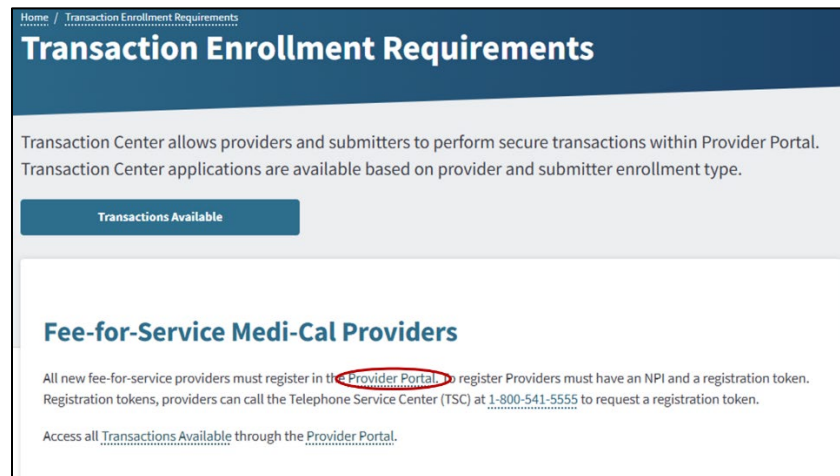 Home / Transaction Enrollment Requirements
Transaction Enrollment Requirements
Transaction Center allows providers and submitters to perform secure transactions within Provider Portal.
Transaction Center applications are available based on provider and submitter enrollment type.
Transactions Available
Fee-for-Service Medi-Cal Providers
All new fee-for-service providers must register in the Provider Portal. To register Providers must have an NPI and a registration token.
Registration tokens, providers can call the Telephone Service Center (TSC) at 1-800-541-5555 to request a registration token.
Access all Transactions Available through the Provider Portal.